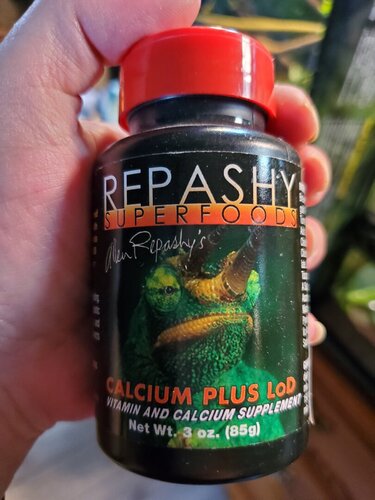 REPASHY
SUPERFOODS
Allen Repashy's
CALCIUM PLUS LoD
VITAMIN AND CALCIUM SUPPLEMENT
Net Wt. 3 oz. (85g)